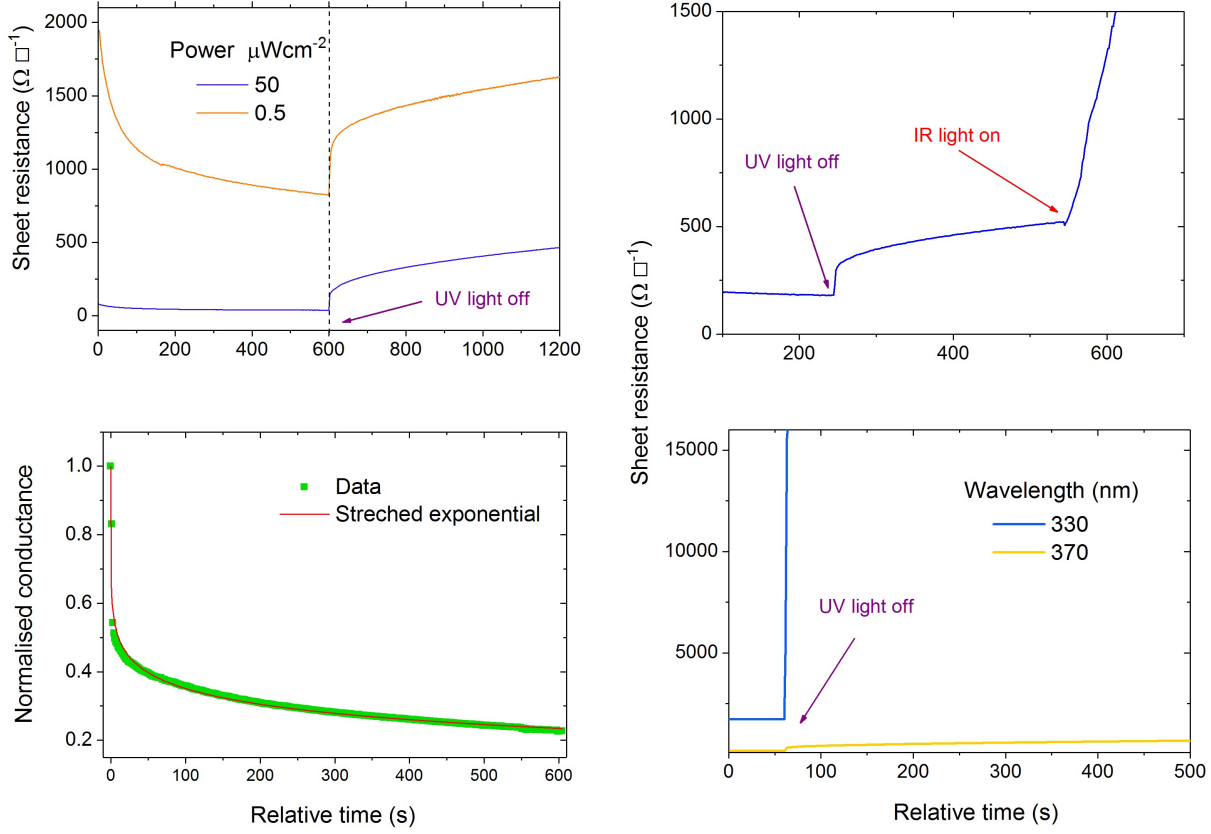 Sheet resistance (Ω □⁻¹)
2000
1500
1000
500
0
Power μWcm⁻²
50
0.5
UV light off
0 200 400 600 800 1000 1200
Sheet resistance (Ω □⁻¹)
1500
1000
500
0
UV light off
IR light on
200 400 600
Normalised conductance
1.0
0.8
0.6
0.4
0.2
Data
Streched exponential
0 100 200 300 400 500 600
Relative time (s)
15000
10000
5000
Wavelength (nm)
330
370
UV light off
0 100 200 300 400 500
Relative time (s)